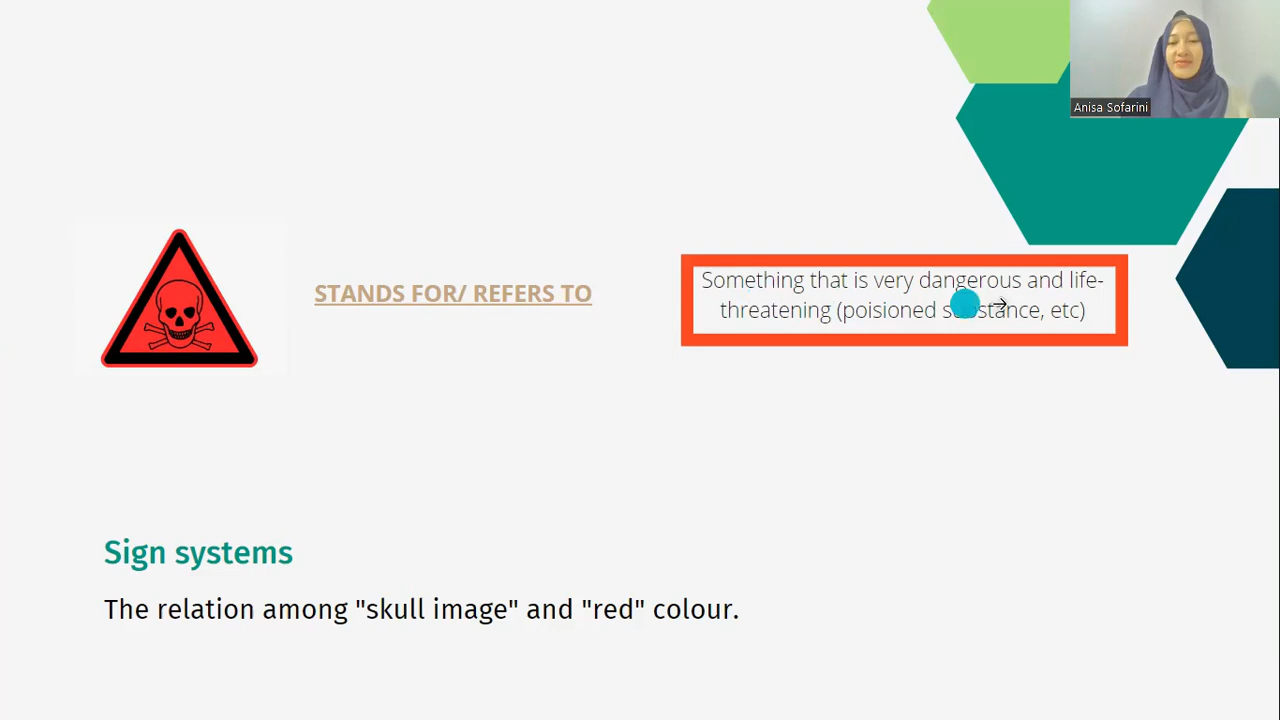 Anisa Sofarini
STANDS FOR/ REFERS TO
Something that is very dangerous and life-
threatening (poisioned substance, etc)
Sign systems
The relation among "skull image" and "red" colour.